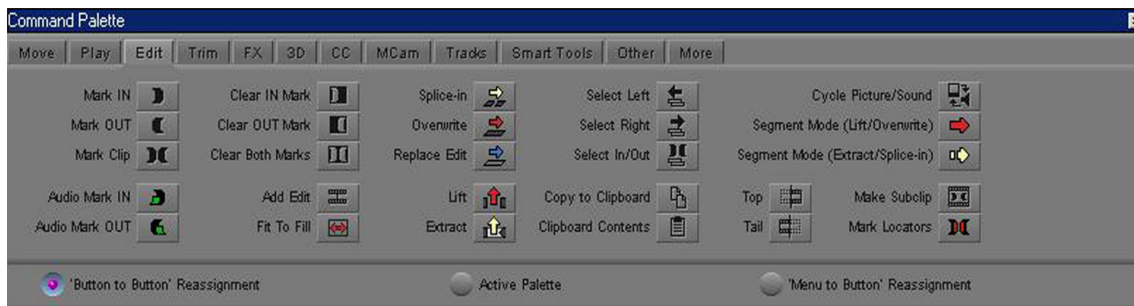 Command Palette
Move Play Edit Trim FX 3D CC MCam Tracks Smart Tools Other More
Mark IN Clear IN Mark Splice-in Select Left Cycle Picture/Sound
Mark OUT Clear OUT Mark Overwrite Select Right Segment Mode (Lift/Overwrite)
Mark Clip Clear Both Marks Replace Edit Select In/Out Segment Mode (Extract/Splice-in)
Audio Mark IN Add Edit Lift Copy to Clipboard Top Make Subclip
Audio Mark OUT Fit To Fill Extract Clipboard Contents Tail Mark Locators
'Button to Button' Reassignment Active Palette 'Menu to Button' Reassignment